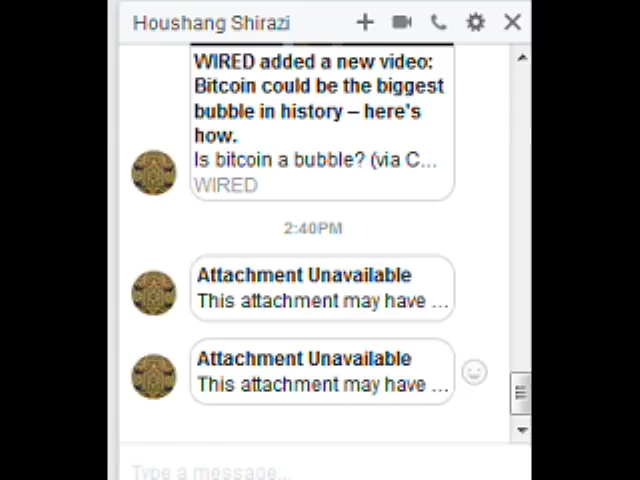 Houshang Shirazi
WIRED added a new video:
Bitcoin could be the biggest
bubble in history – here's
how.
Is bitcoin a bubble? (via C...
WIRED
2:40PM
Attachment Unavailable
This attachment may have ...
Attachment Unavailable
This attachment may have ...
Type a message...